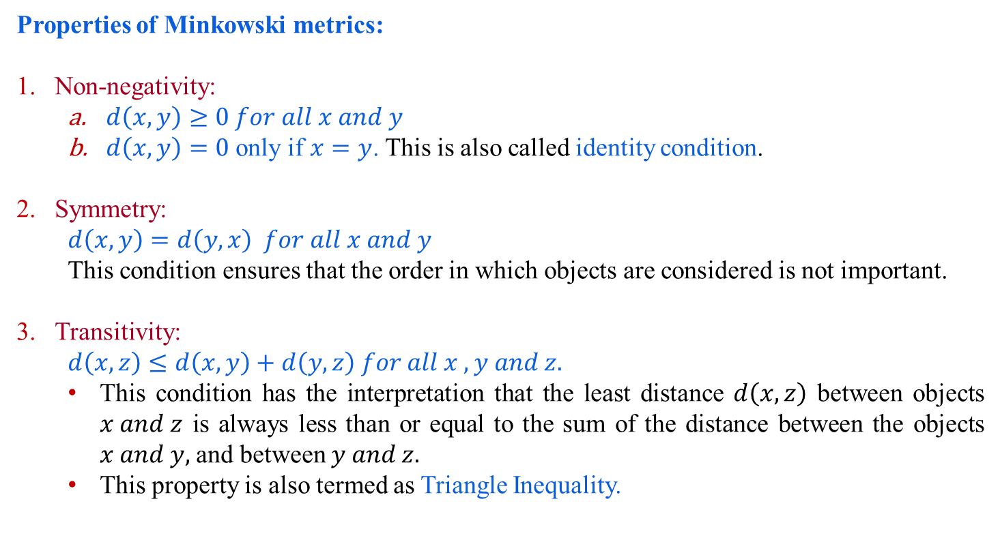 Properties of Minkowski metrics:
1. Non-negativity:
a. d(x, y) ≥ 0 for all x and y
b. d(x, y) = 0 only if x = y. This is also called identity condition.
2. Symmetry:
d(x, y) = d(y, x) for all x and y
This condition ensures that the order in which objects are considered is not important.
3. Transitivity:
d(x, z) ≤ d(x, y) + d(y, z) for all x , y and z.
• This condition has the interpretation that the least distance d(x, z) between objects
x and z is always less than or equal to the sum of the distance between the objects
x and y, and between y and z.
• This property is also termed as Triangle Inequality.